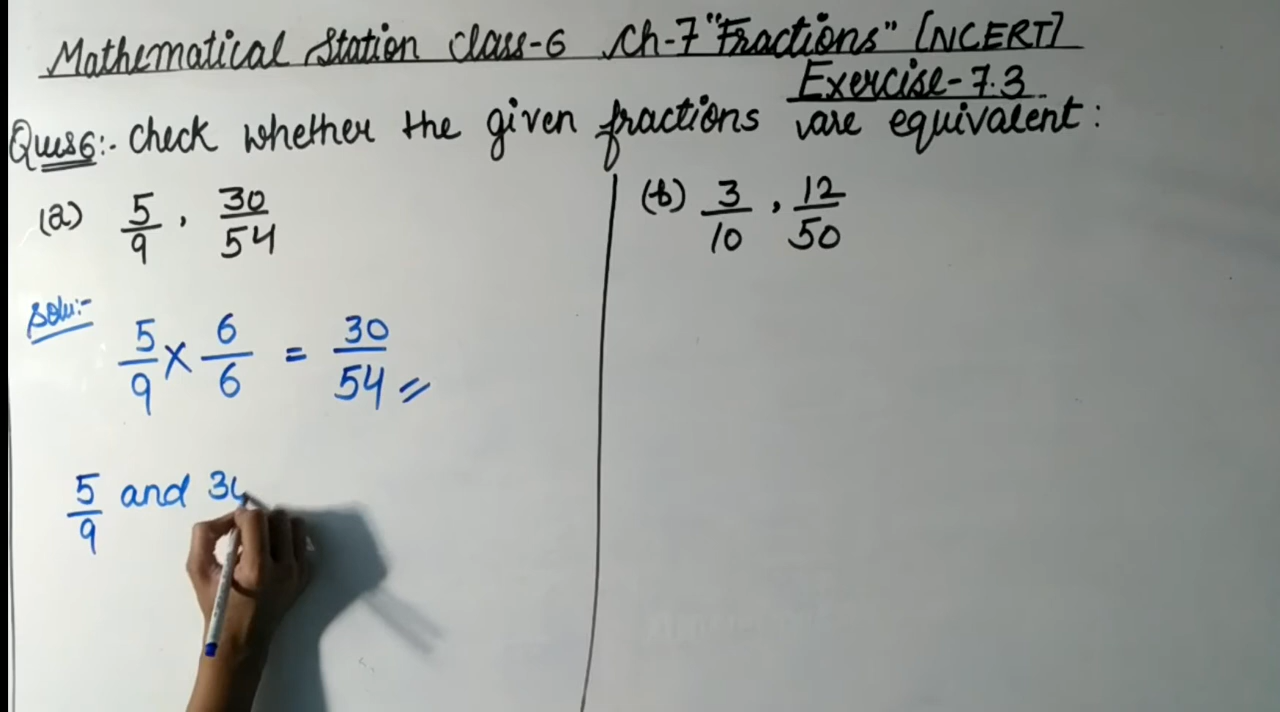 Mathematical Station Class-6 Ch-7 "Fractions" [NCERT]
Exercise-7.3
Ques6:- Check whether the given fractions are equivalent:
(a) 5/9 , 30/54
(b) 3/10 , 12/50
Solu:-
5/9 × 6/6 = 30/54
5/9 and 30